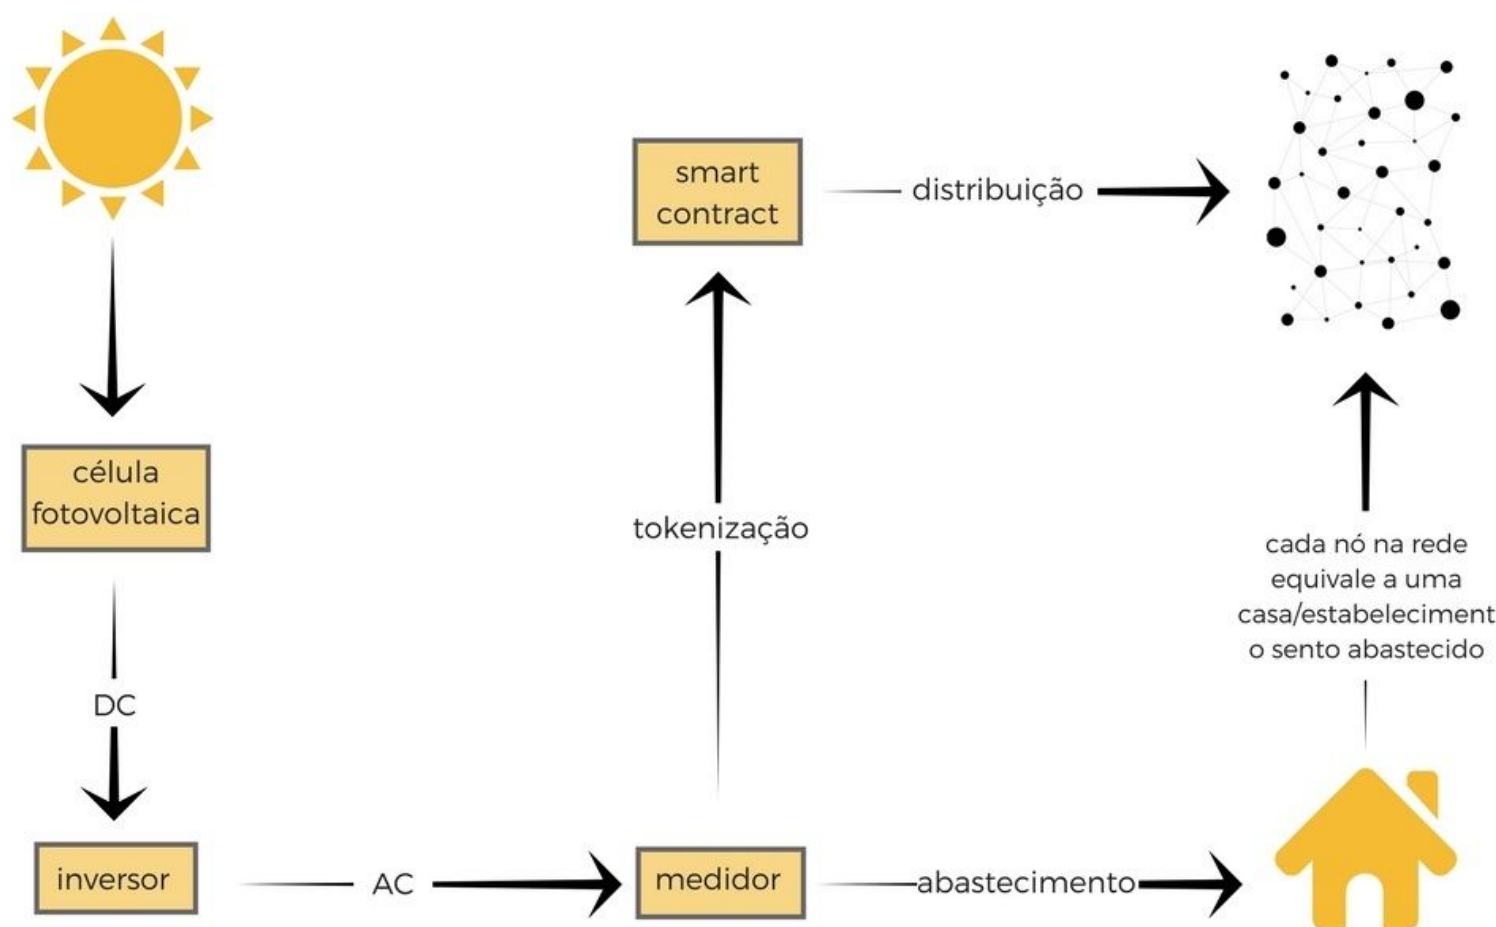 smart
contract
distribuição
célula
fotovoltaica
tokenização
cada nó na rede
equivale a uma
casa/estabeleciment
o sento abastecido
DC
inversor
AC
medidor
abastecimento